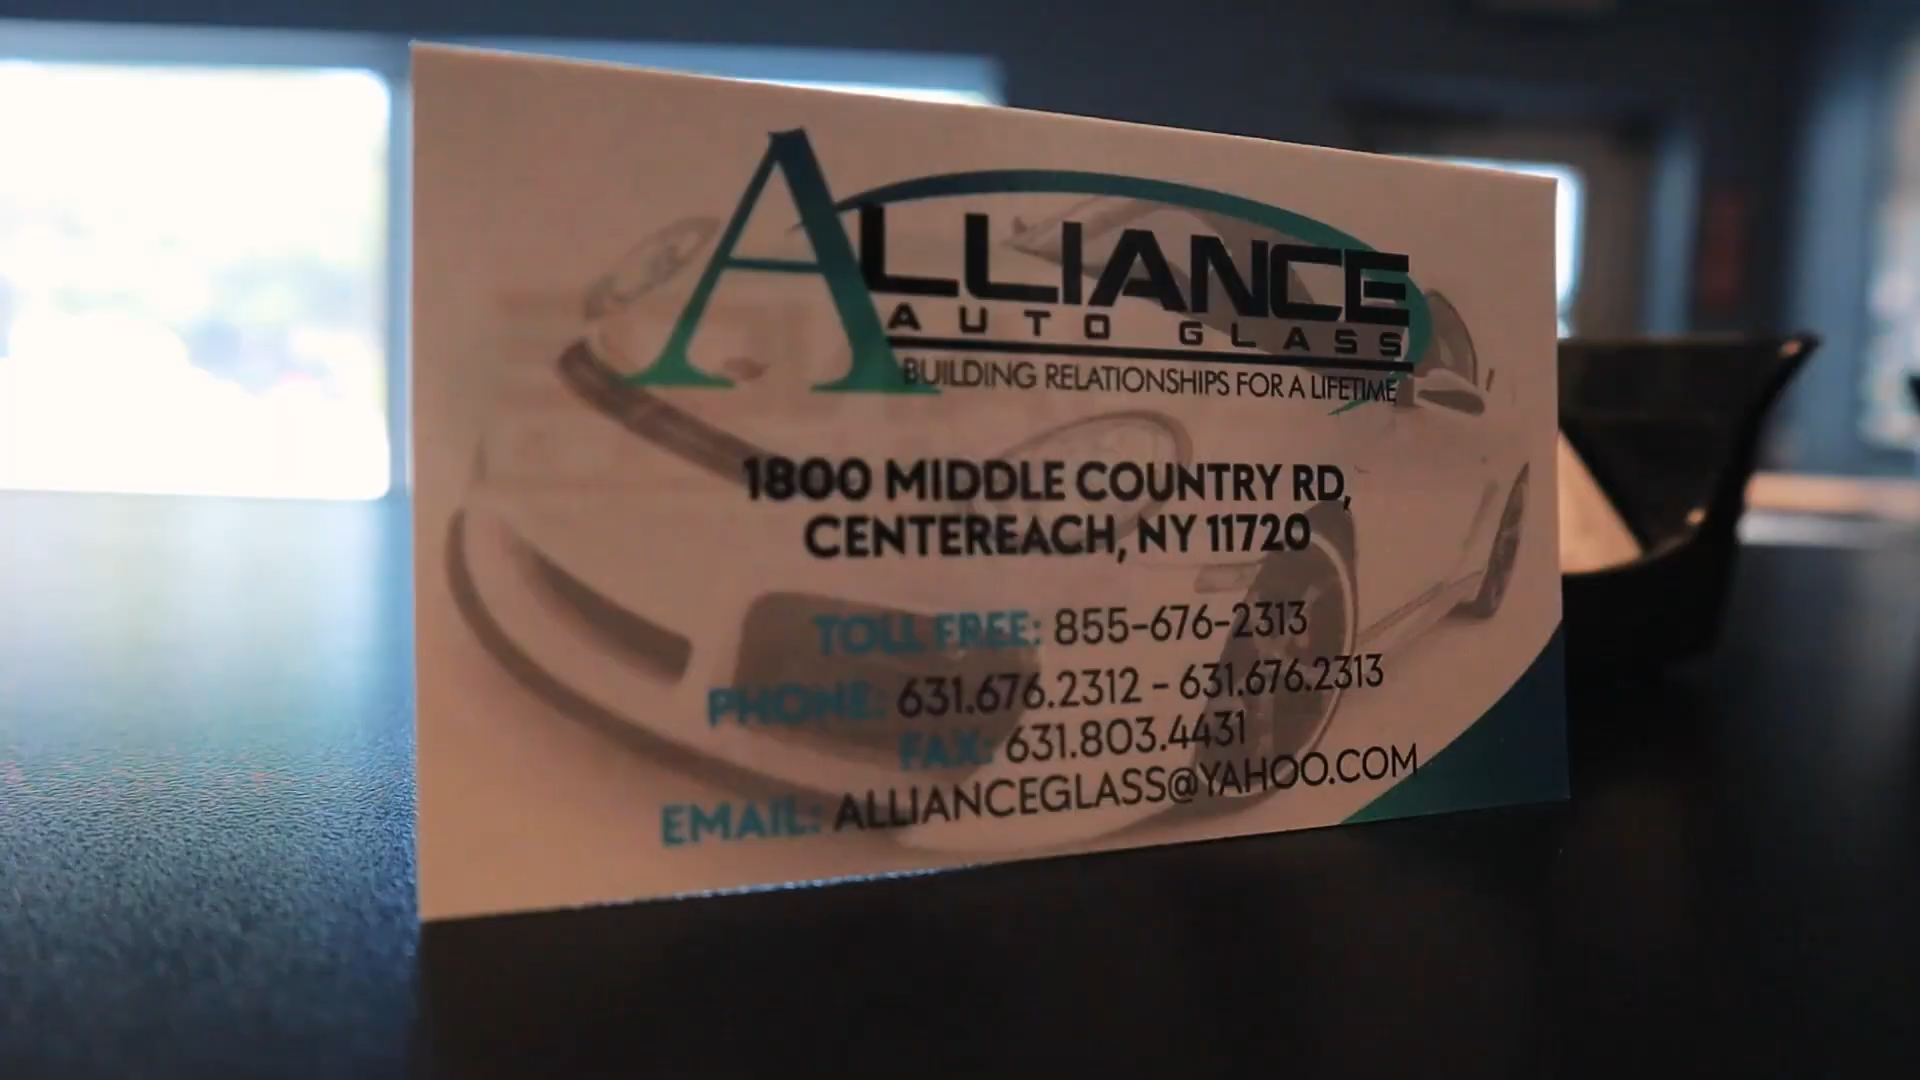 ALLIANCE
AUTO GLASS
BUILDING RELATIONSHIPS FOR A LIFETIME
1800 MIDDLE COUNTRY RD,
CENTEREACH, NY 11720
TOLL FREE: 855-676-2313
PHONE: 631.676.2312 - 631.676.2313
FAX: 631.803.4431
EMAIL: ALLIANCEGLASS@YAHOO.COM